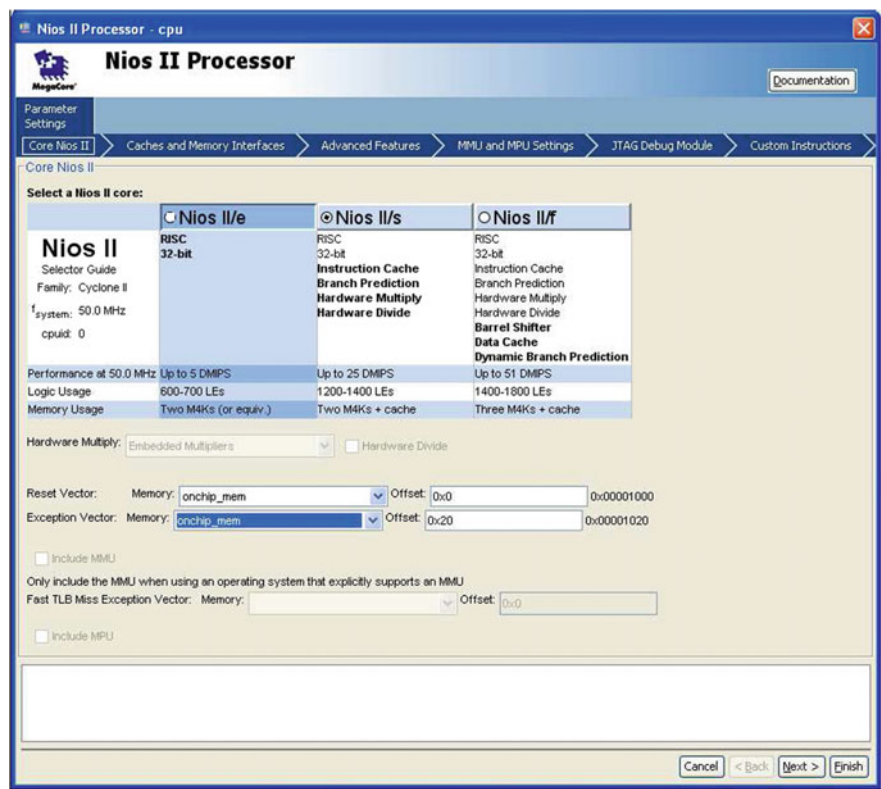 Nios II Processor - cpu
MegaCore®
Nios II Processor
Documentation
Parameter
Settings
Core Nios II
Caches and Memory Interfaces
Advanced Features
MMU and MPU Settings
JTAG Debug Module
Custom Instructions
Core Nios II
Select a Nios II core:
Nios II/e
Nios II/s
Nios II/f
Nios II
Selector Guide
Family: Cyclone II
fsystem: 50.0 MHz
cpuid: 0
RISC
32-bit
RISC
32-bit
Instruction Cache
Branch Prediction
Hardware Multiply
Hardware Divide
RISC
32-bit
Instruction Cache
Branch Prediction
Hardware Multiply
Hardware Divide
Barrel Shifter
Data Cache
Dynamic Branch Prediction
Performance at 50.0 MHz Up to 5 DMIPS Up to 25 DMIPS Up to 51 DMIPS
Logic Usage 600-700 LEs 1200-1400 LEs 1400-1800 LEs
Memory Usage Two M4Ks (or equiv.) Two M4Ks + cache Three M4Ks + cache
Hardware Multiply: Embedded Multipliers Hardware Divide
Reset Vector: Memory: onchip_mem Offset: 0x0 0x00001000
Exception Vector: Memory: onchip_mem Offset: 0x20 0x00001020
Include MMU
Only include the MMU when using an operating system that explicitly supports an MMU
Fast TLB Miss Exception Vector: Memory: Offset: 0x0
Include MPU
Cancel < Back Next > Finish